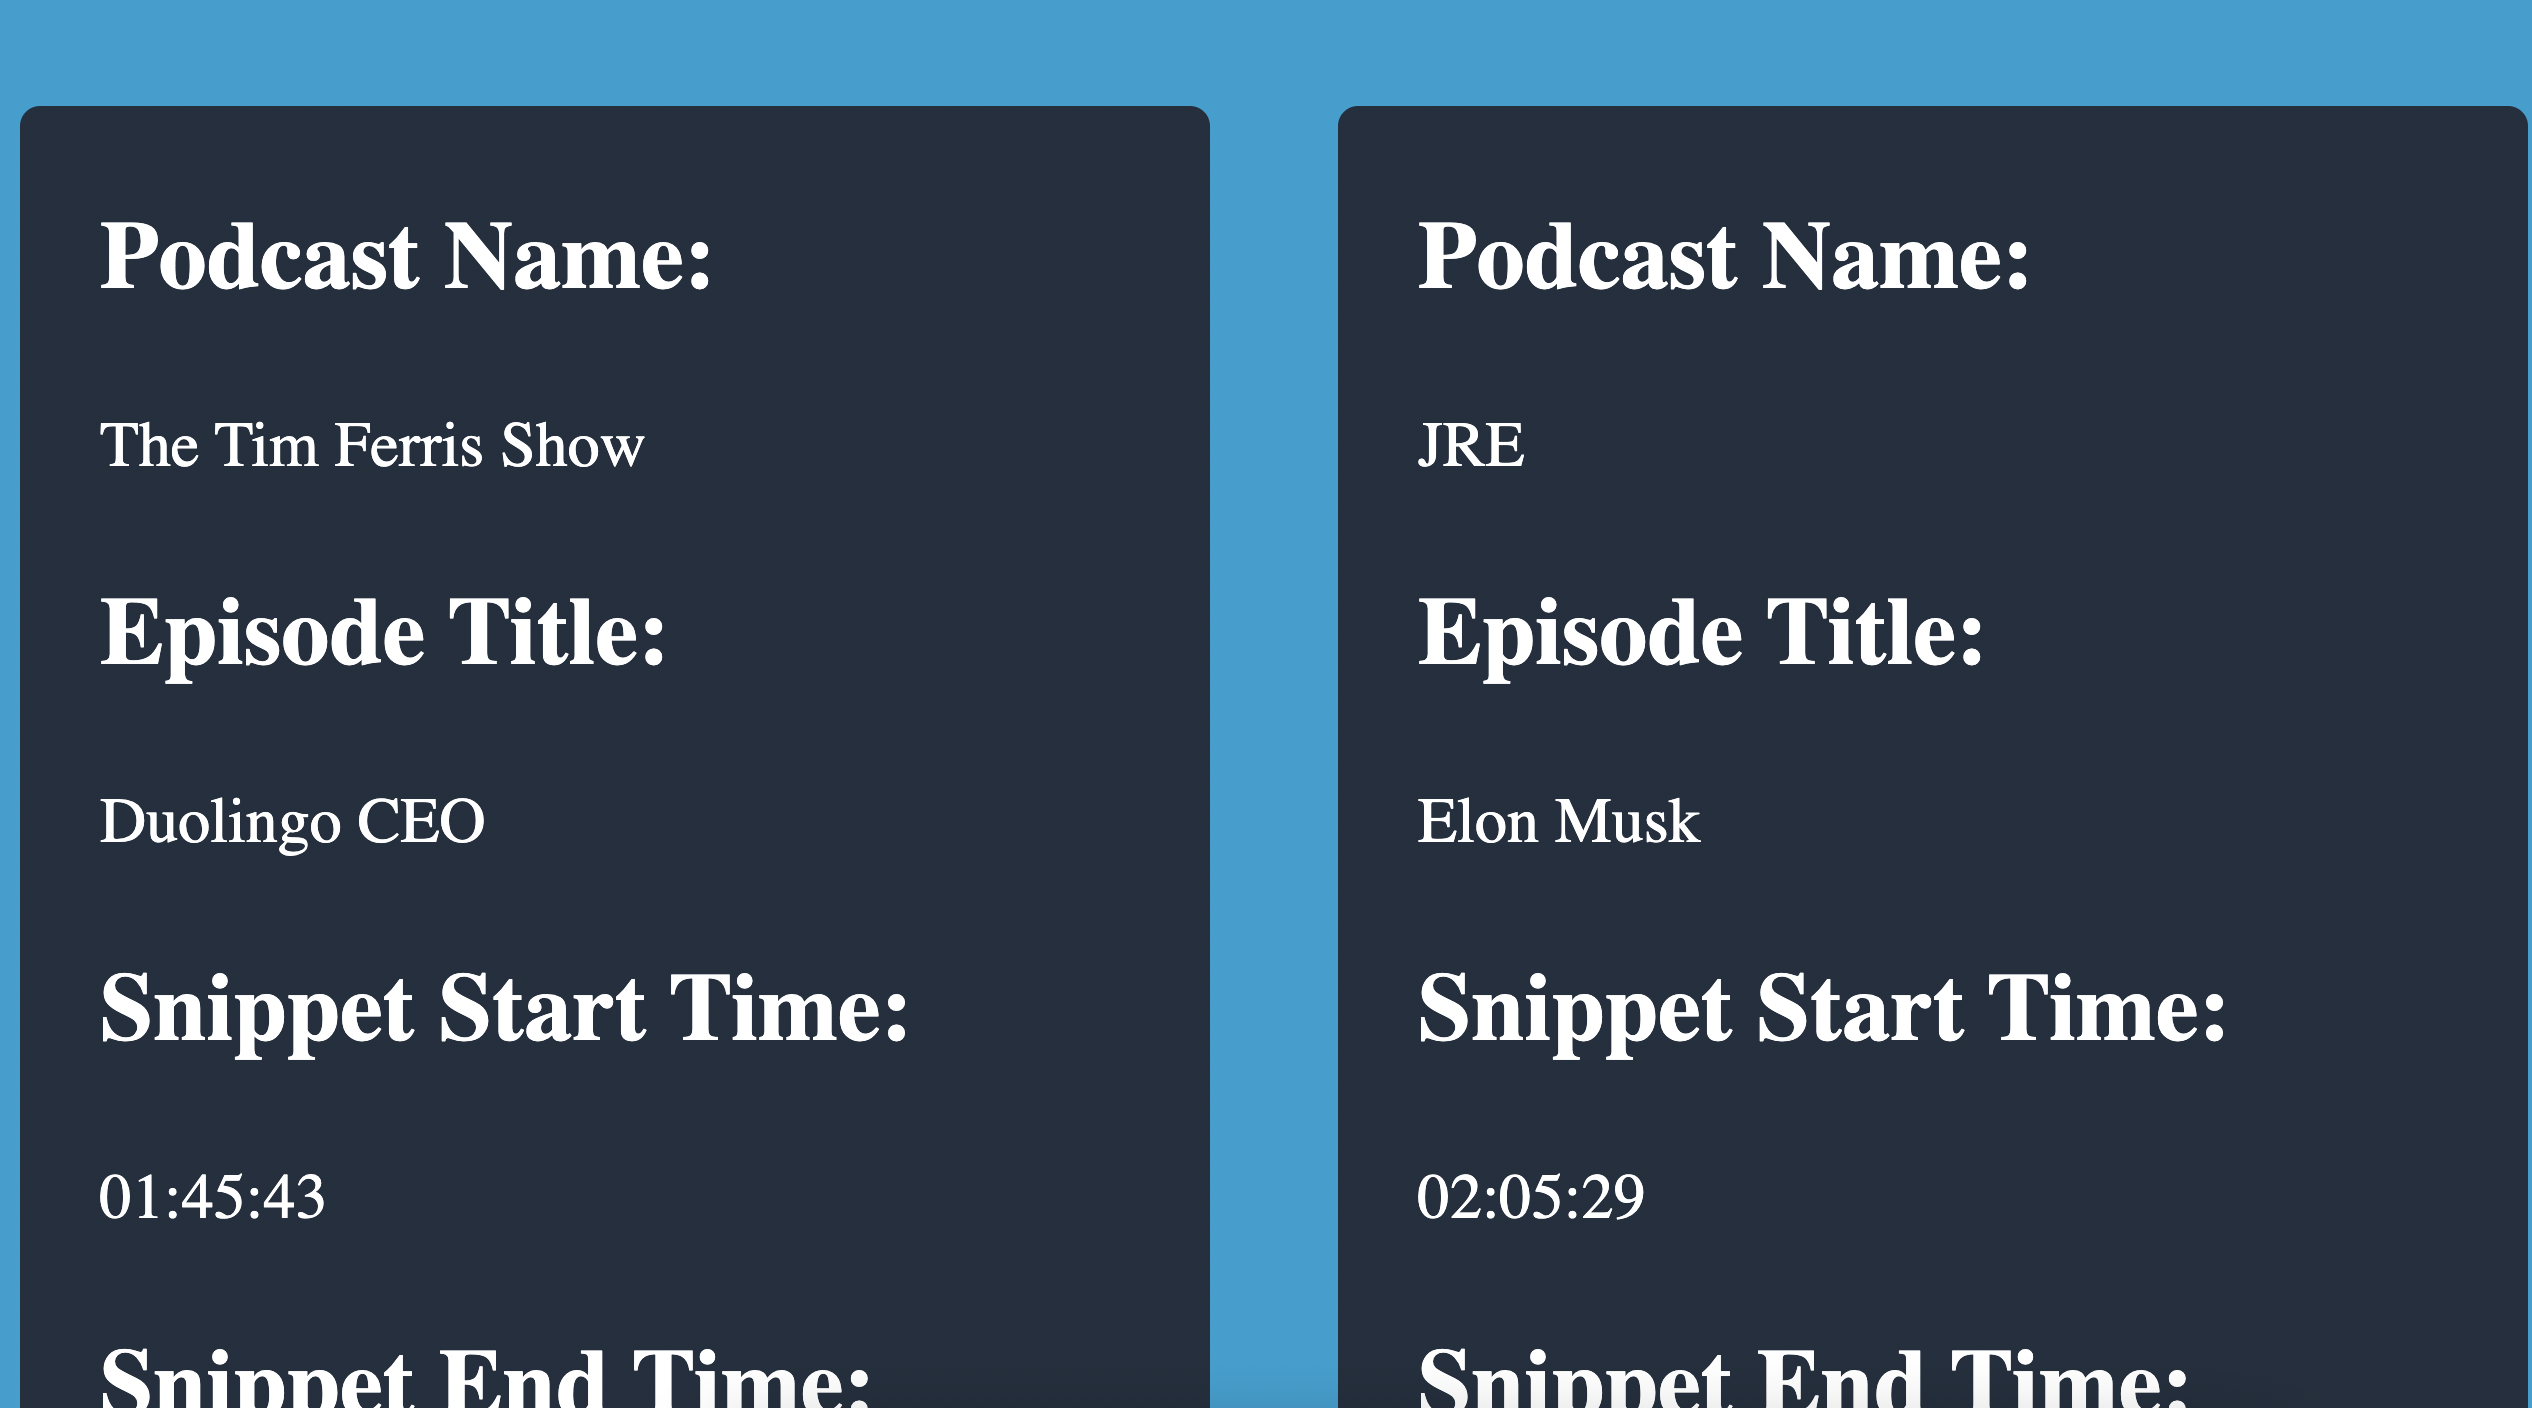 Podcast Name:
The Tim Ferris Show
Episode Title:
Duolingo CEO
Snippet Start Time:
01:45:43
Snippet End Time:
Podcast Name:
JRE
Episode Title:
Elon Musk
Snippet Start Time:
02:05:29
Snippet End Time: